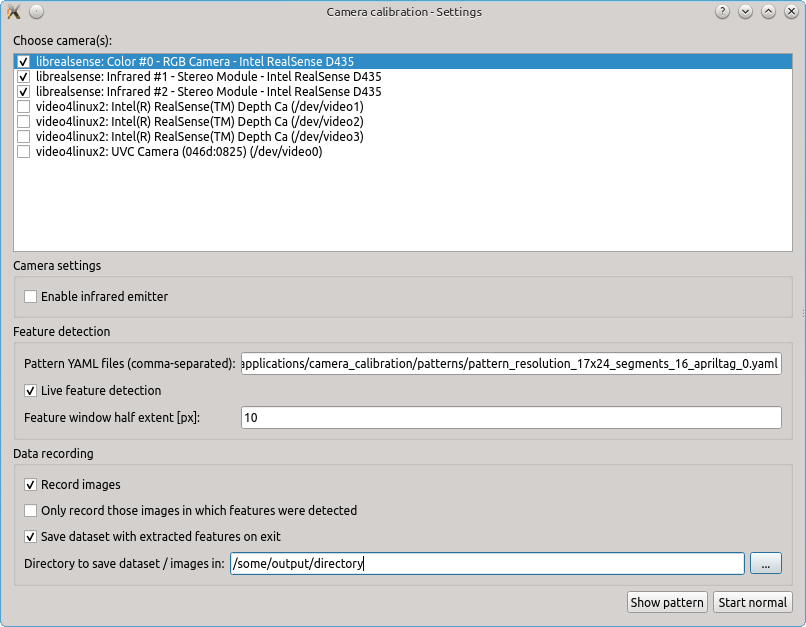 Camera calibration - Settings
Choose camera(s):
librealsense: Color #0 - RGB Camera - Intel RealSense D435
librealsense: Infrared #1 - Stereo Module - Intel RealSense D435
librealsense: Infrared #2 - Stereo Module - Intel RealSense D435
video4linux2: Intel(R) RealSense(TM) Depth Ca (/dev/video1)
video4linux2: Intel(R) RealSense(TM) Depth Ca (/dev/video2)
video4linux2: Intel(R) RealSense(TM) Depth Ca (/dev/video3)
video4linux2: UVC Camera (046d:0825) (/dev/video0)
Camera settings
Enable infrared emitter
Feature detection
Pattern YAML files (comma-separated): applications/camera_calibration/patterns/pattern_resolution_17x24_segments_16_apriltag_0.yaml
Live feature detection
Feature window half extent [px]: 10
Data recording
Record images
Only record those images in which features were detected
Save dataset with extracted features on exit
Directory to save dataset / images in: /some/output/directory ...
Show pattern Start normal